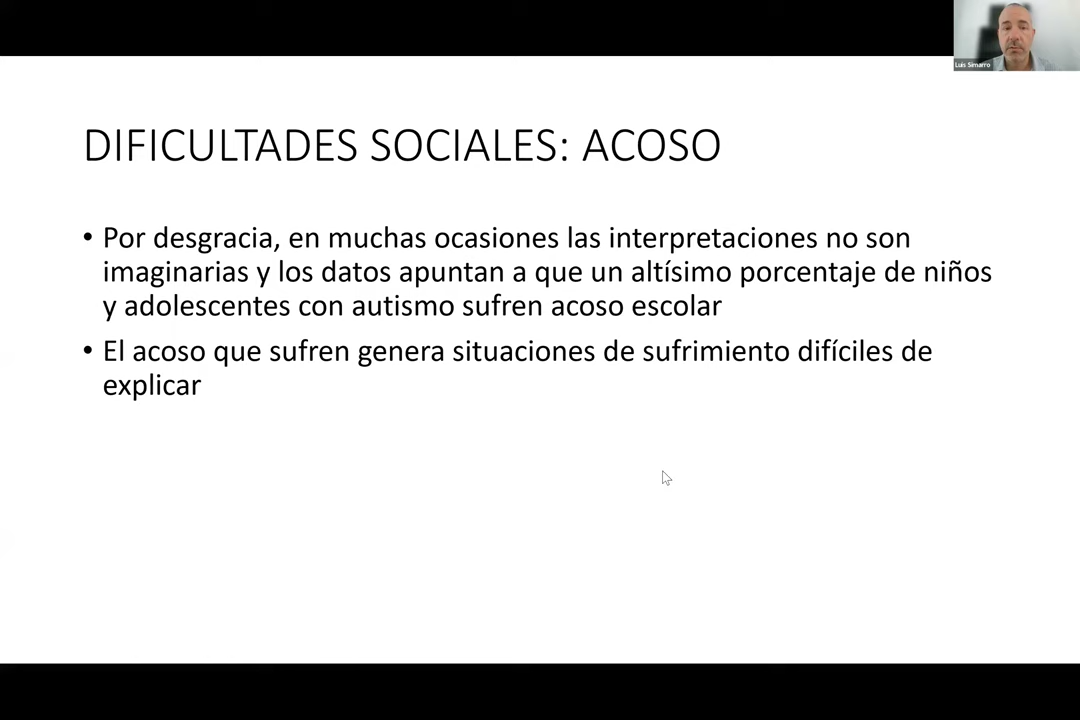 Luis Simarro
DIFICULTADES SOCIALES: ACOSO
• Por desgracia, en muchas ocasiones las interpretaciones no son
imaginarias y los datos apuntan a que un altísimo porcentaje de niños
y adolescentes con autismo sufren acoso escolar
• El acoso que sufren genera situaciones de sufrimiento difíciles de
explicar